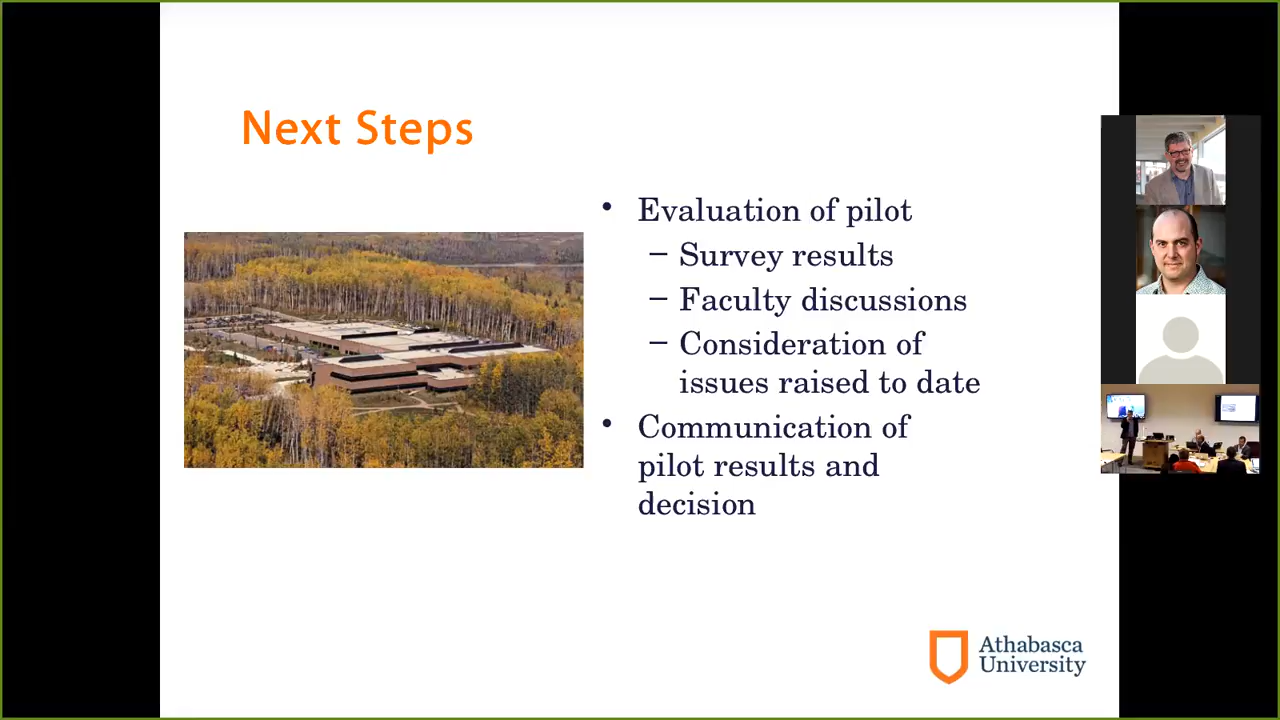 Next Steps
• Evaluation of pilot
– Survey results
– Faculty discussions
– Consideration of
issues raised to date
• Communication of
pilot results and
decision
Athabasca
University